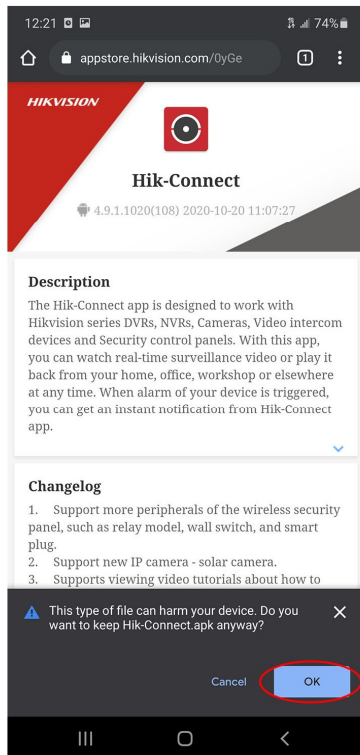 12:21 74%
appstore.hikvision.com/0yGe 1
HIKVISION
Hik-Connect
4.9.1.1020(108) 2020-10-20 11:07:27
Description
The Hik-Connect app is designed to work with
Hikvision series DVRs, NVRs, Cameras, Video intercom
devices and Security control panels. With this app,
you can watch real-time surveillance video or play it
back from your home, office, workshop or elsewhere
at any time. When alarm of your device is triggered,
you can get an instant notification from Hik-Connect
app.
Changelog
1. Support more peripherals of the wireless security
panel, such as relay model, wall switch, and smart
plug.
2. Support new IP camera - solar camera.
3. Supports viewing video tutorials about how to
This type of file can harm your device. Do you
want to keep Hik-Connect.apk anyway?
Cancel OK